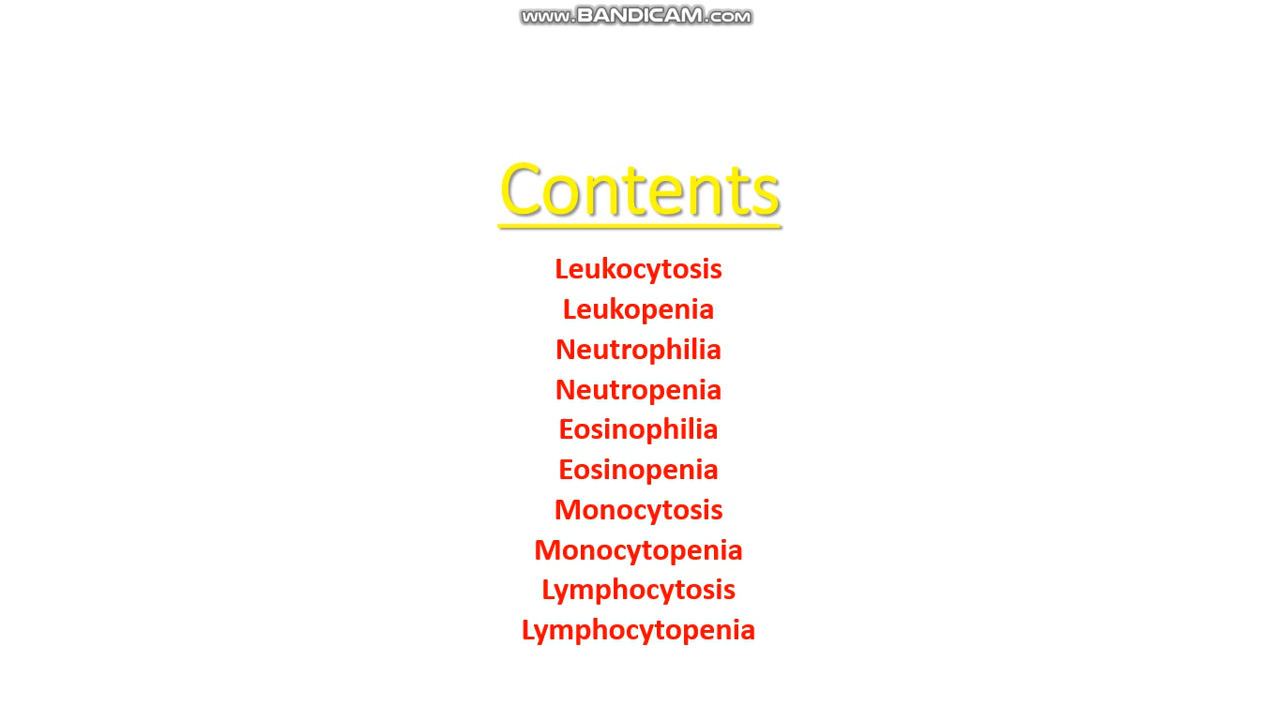 www.BANDICAM.com
Contents
Leukocytosis
Leukopenia
Neutrophilia
Neutropenia
Eosinophilia
Eosinopenia
Monocytosis
Monocytopenia
Lymphocytosis
Lymphocytopenia